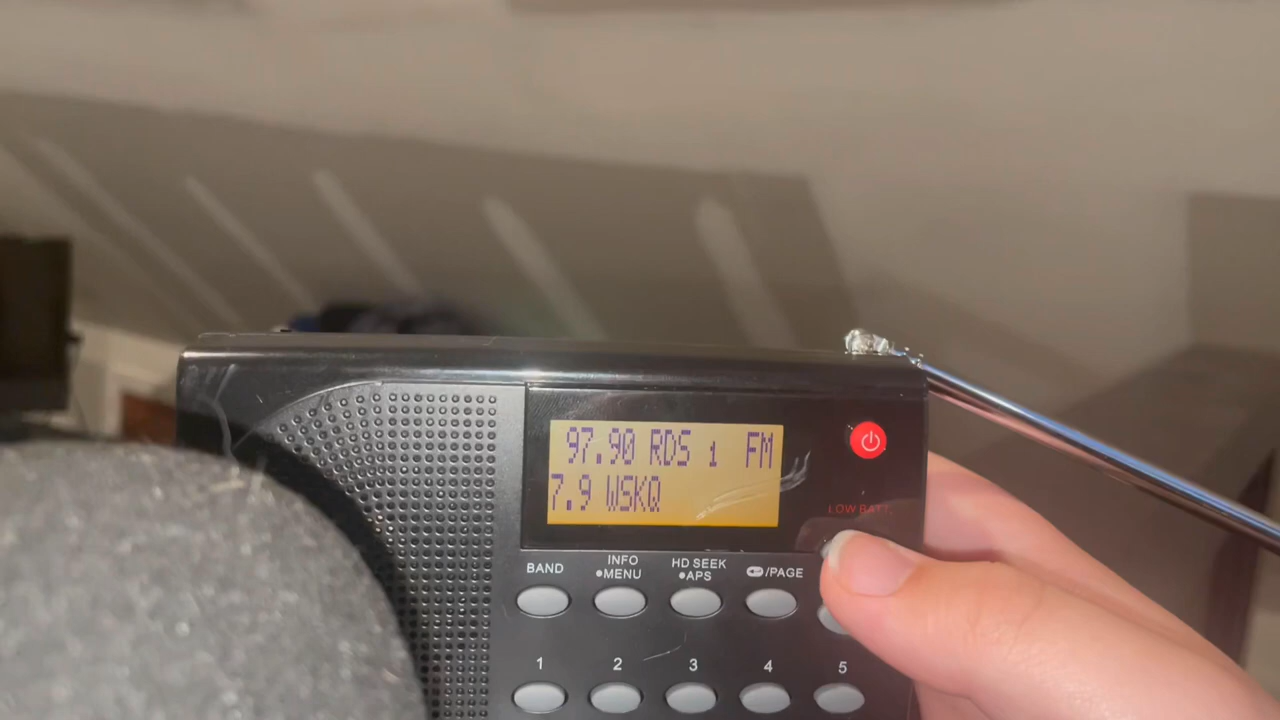 97.90 RDS 1 FM
7.9 WSKQ
LOW BATT.
BAND
INFO
•MENU
HD SEEK
•APS
/PAGE
1 2 3 4 5